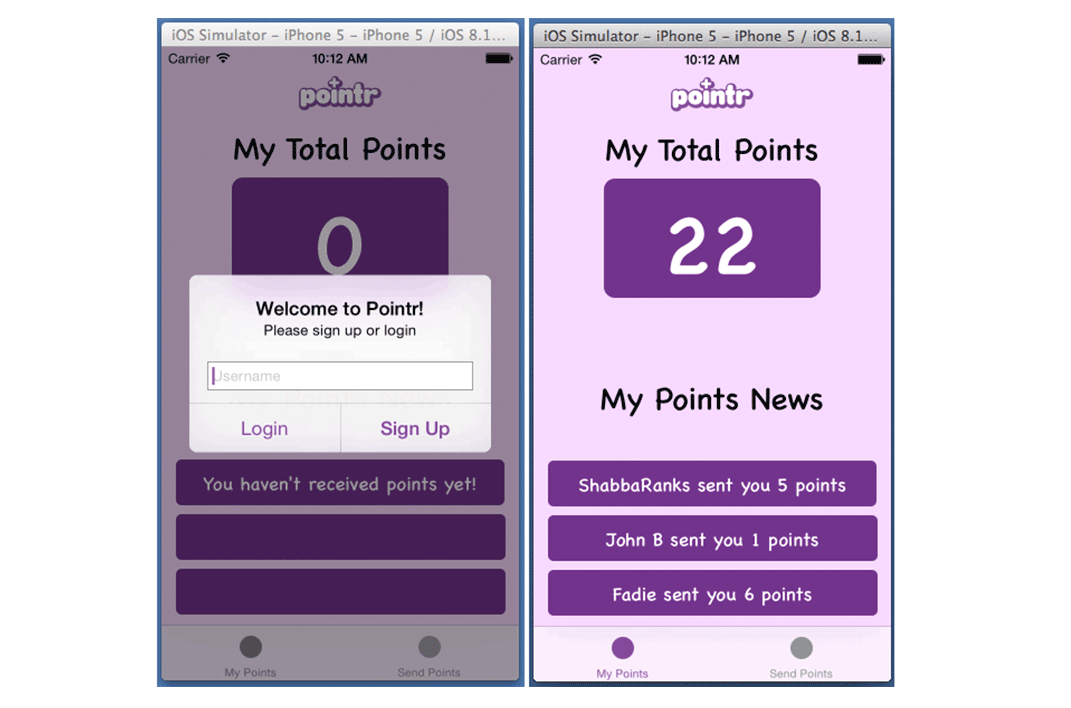 iOS Simulator – iPhone 5 – iPhone 5 / iOS 8.1...
Carrier
10:12 AM
pointr
My Total Points
0
Welcome to Pointr!
Please sign up or login
Username
Login
Sign Up
You haven't received points yet!
My Points
Send Points
iOS Simulator – iPhone 5 – iPhone 5 / iOS 8.1...
Carrier
10:12 AM
pointr
My Total Points
22
My Points News
ShabbaRanks sent you 5 points
John B sent you 1 points
Fadie sent you 6 points
My Points
Send Points